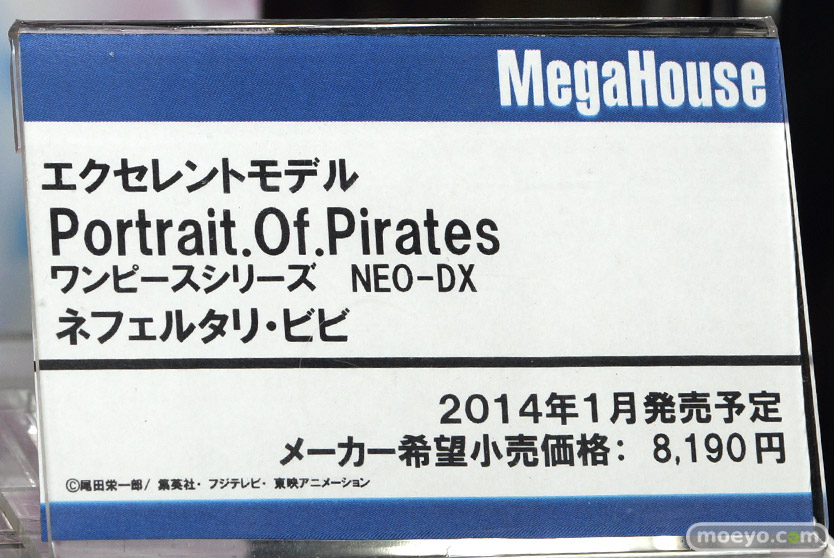 MegaHouse
エクセレントモデル
Portrait.Of.Pirates
ワンピースシリーズ　NEO-DX
ネフェルタリ・ビビ
2014年1月発売予定
メーカー希望小売価格： 8,190円
©尾田栄一郎/ 集英社・ フジテレビ・ 東映アニメーション
moeyo.com